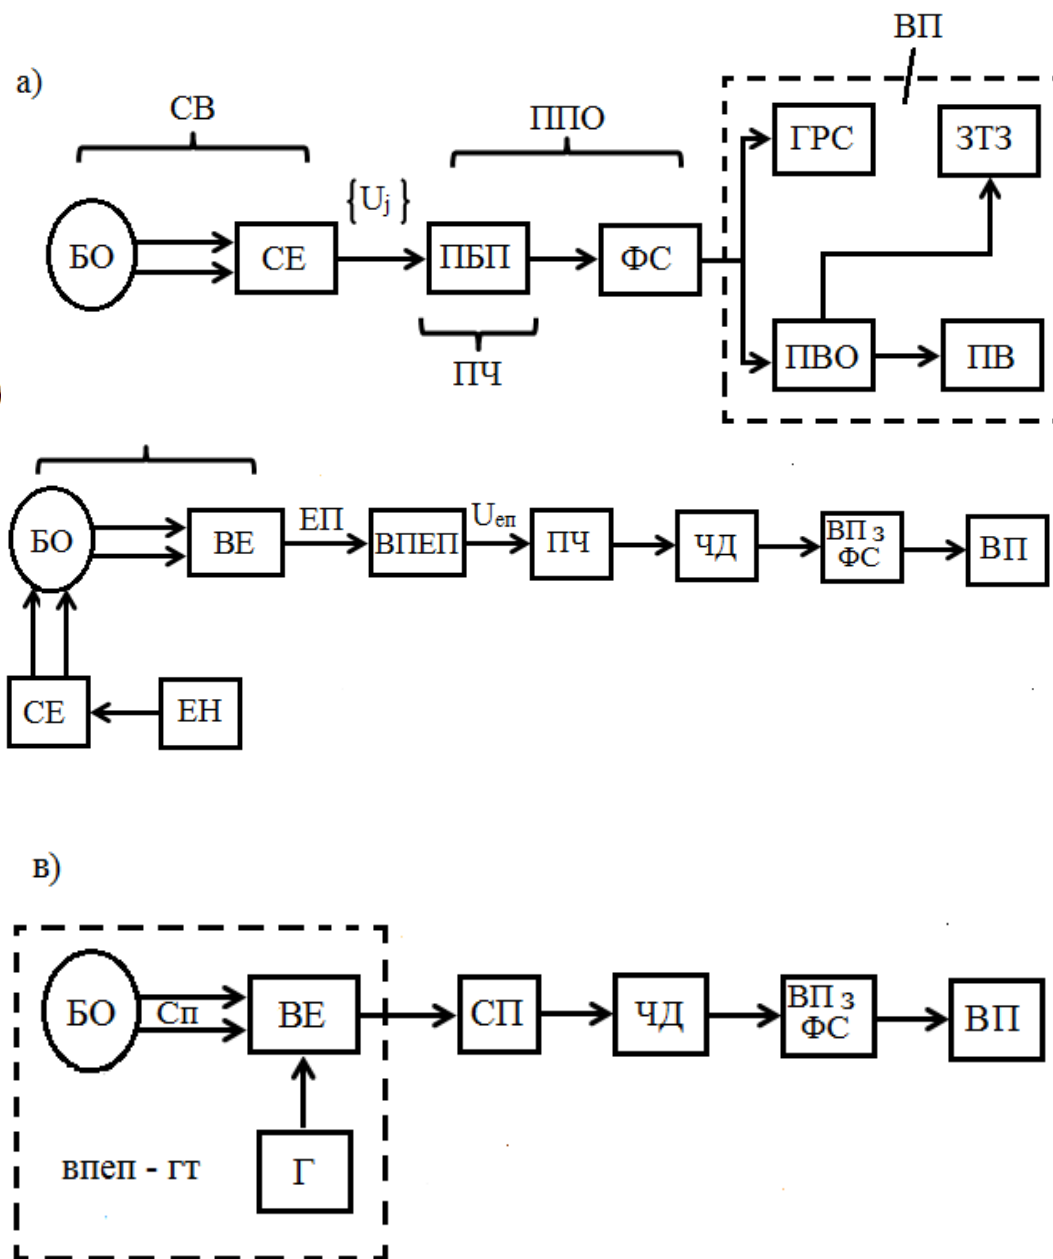 ВП
а)
СВ
ППО
ГРС
ЗТЗ
{Uj}
БО
СЕ
ПБП
ФС
ПВО
ПВ
ПЧ
БО
ВЕ
ЕП
ВПЕП
Uеп
ПЧ
ЧД
ВП з
ФС
ВП
СЕ
ЕН
в)
БО
Сп
ВЕ
СП
ЧД
ВП з
ФС
ВП
впеп - гт
Г